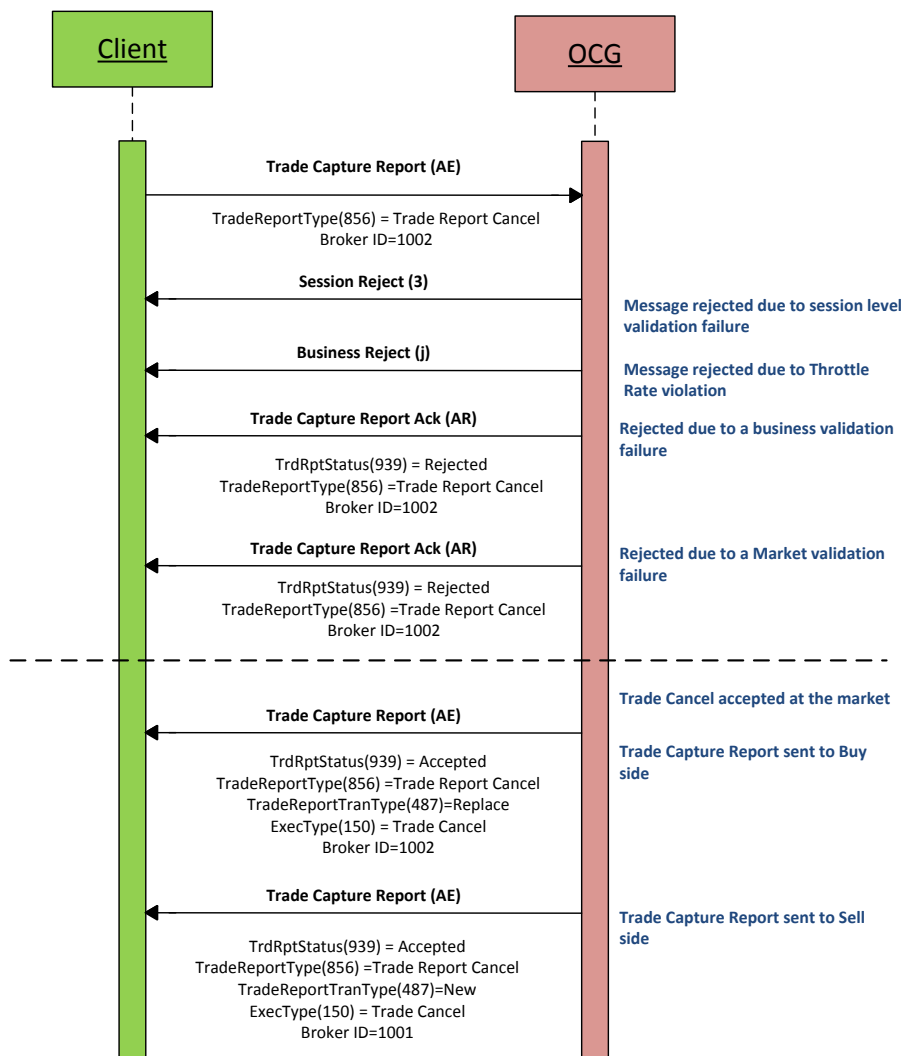 Client
OCG
Trade Capture Report (AE)
TradeReportType(856) = Trade Report Cancel
Broker ID=1002
Session Reject (3)
Message rejected due to session level
validation failure
Business Reject (j)
Message rejected due to Throttle
Rate violation
Trade Capture Report Ack (AR)
Rejected due to a business validation
failure
TrdRptStatus(939) = Rejected
TradeReportType(856) =Trade Report Cancel
Broker ID=1002
Trade Capture Report Ack (AR)
Rejected due to a Market validation
failure
TrdRptStatus(939) = Rejected
TradeReportType(856) =Trade Report Cancel
Broker ID=1002
Trade Cancel accepted at the market
Trade Capture Report (AE)
Trade Capture Report sent to Buy
side
TrdRptStatus(939) = Accepted
TradeReportType(856) =Trade Report Cancel
TradeReportTranType(487)=Replace
ExecType(150) = Trade Cancel
Broker ID=1002
Trade Capture Report (AE)
Trade Capture Report sent to Sell
side
TrdRptStatus(939) = Accepted
TradeReportType(856) =Trade Report Cancel
TradeReportTranType(487)=New
ExecType(150) = Trade Cancel
Broker ID=1001